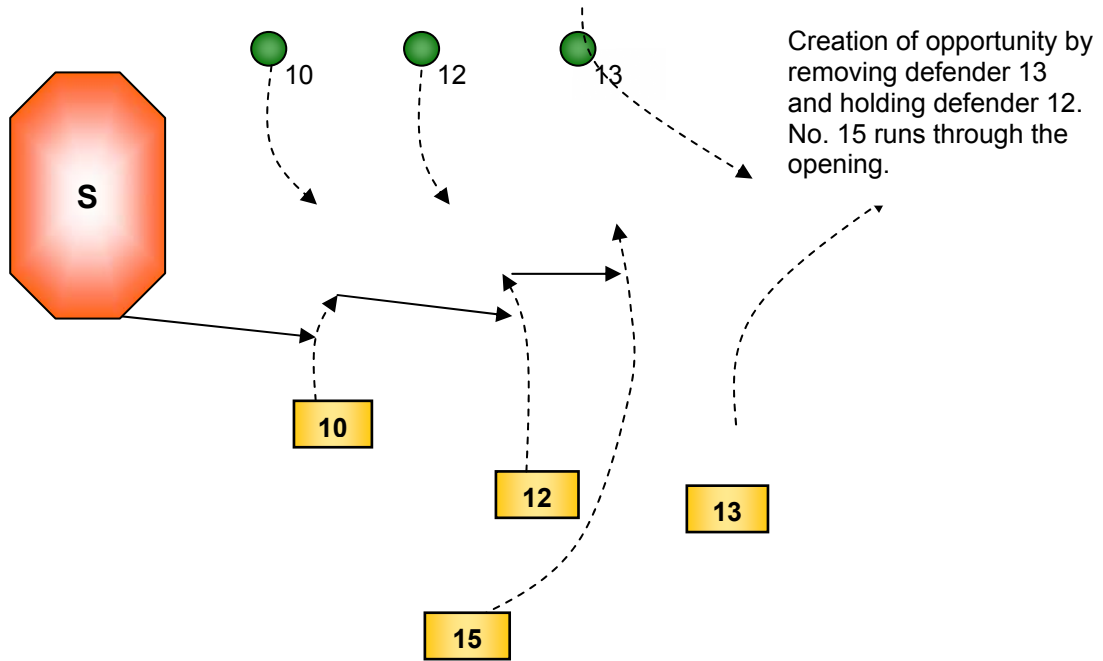 10
12
13
Creation of opportunity by
removing defender 13
and holding defender 12.
No. 15 runs through the
opening.
S
10
12
13
15